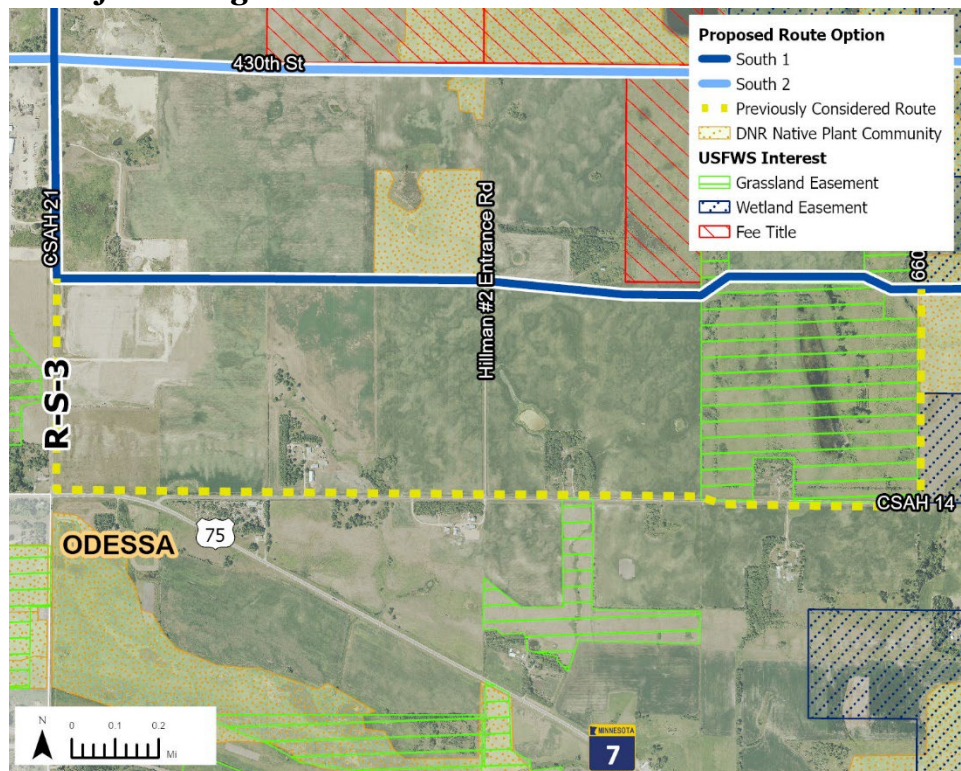 430th St
Proposed Route Option
South 1
South 2
Previously Considered Route
DNR Native Plant Community
USFWS Interest
Grassland Easement
Wetland Easement
Fee Title
CSAH 21
Hillman #2 Entrance Rd
660
R-S-3
CSAH 14
75
ODESSA
N
0 0.1 0.2
Mi
MINNESOTA
7